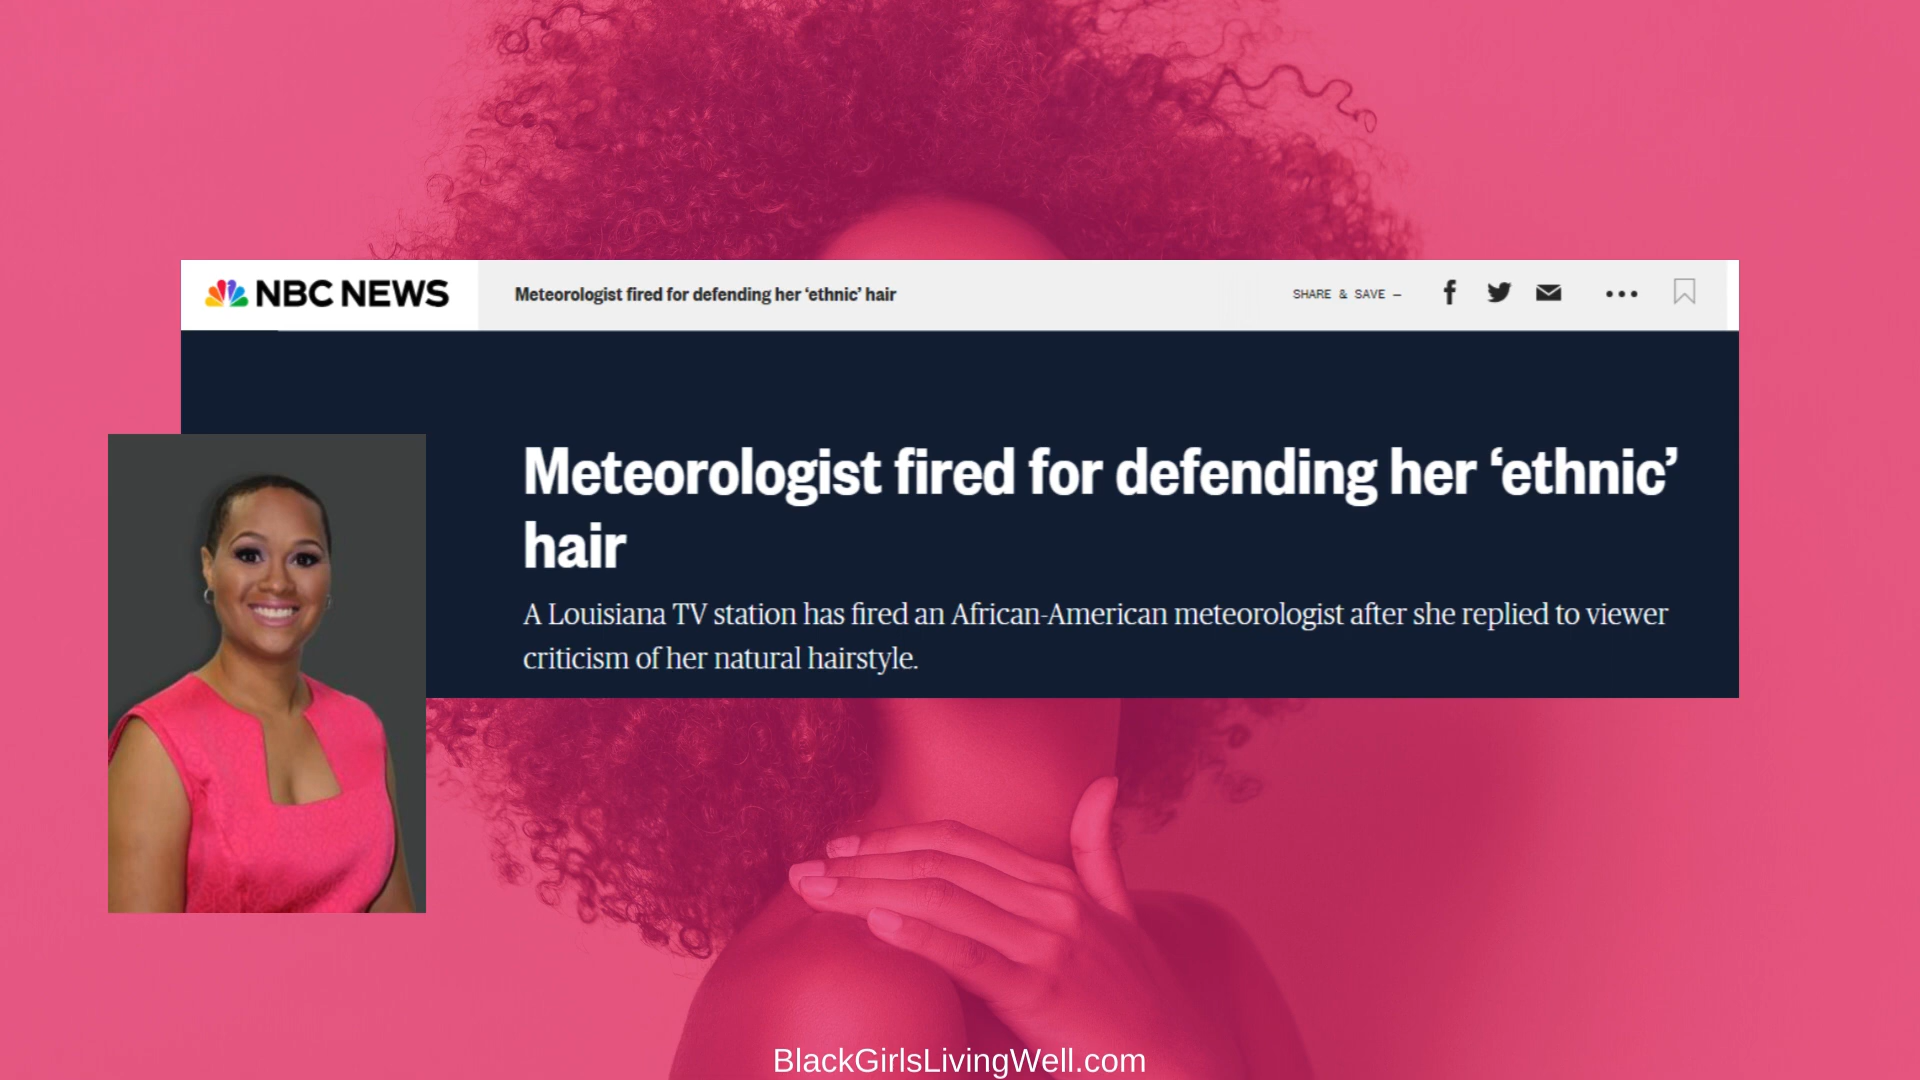 NBC NEWS
Meteorologist fired for defending her ‘ethnic’ hair
SHARE & SAVE –
Meteorologist fired for defending her ‘ethnic’
hair
A Louisiana TV station has fired an African-American meteorologist after she replied to viewer
criticism of her natural hairstyle.
BlackGirlsLivingWell.com